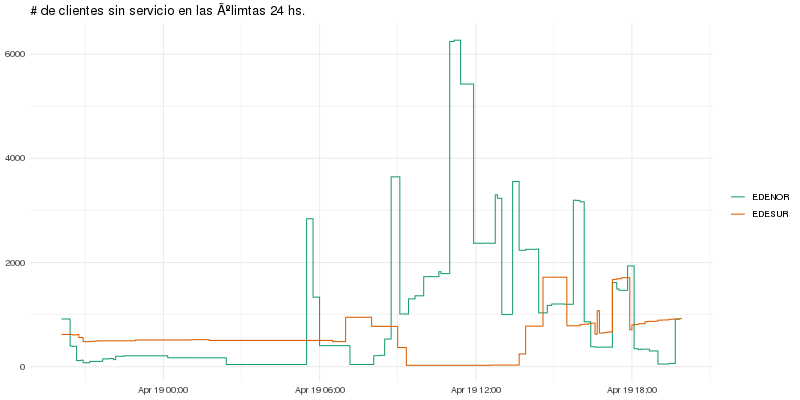 # de clientes sin servicio en las Ãºlimtas 24 hs.
6000
4000
2000
0
Apr 19 00:00
Apr 19 06:00
Apr 19 12:00
Apr 19 18:00
EDENOR
EDESUR